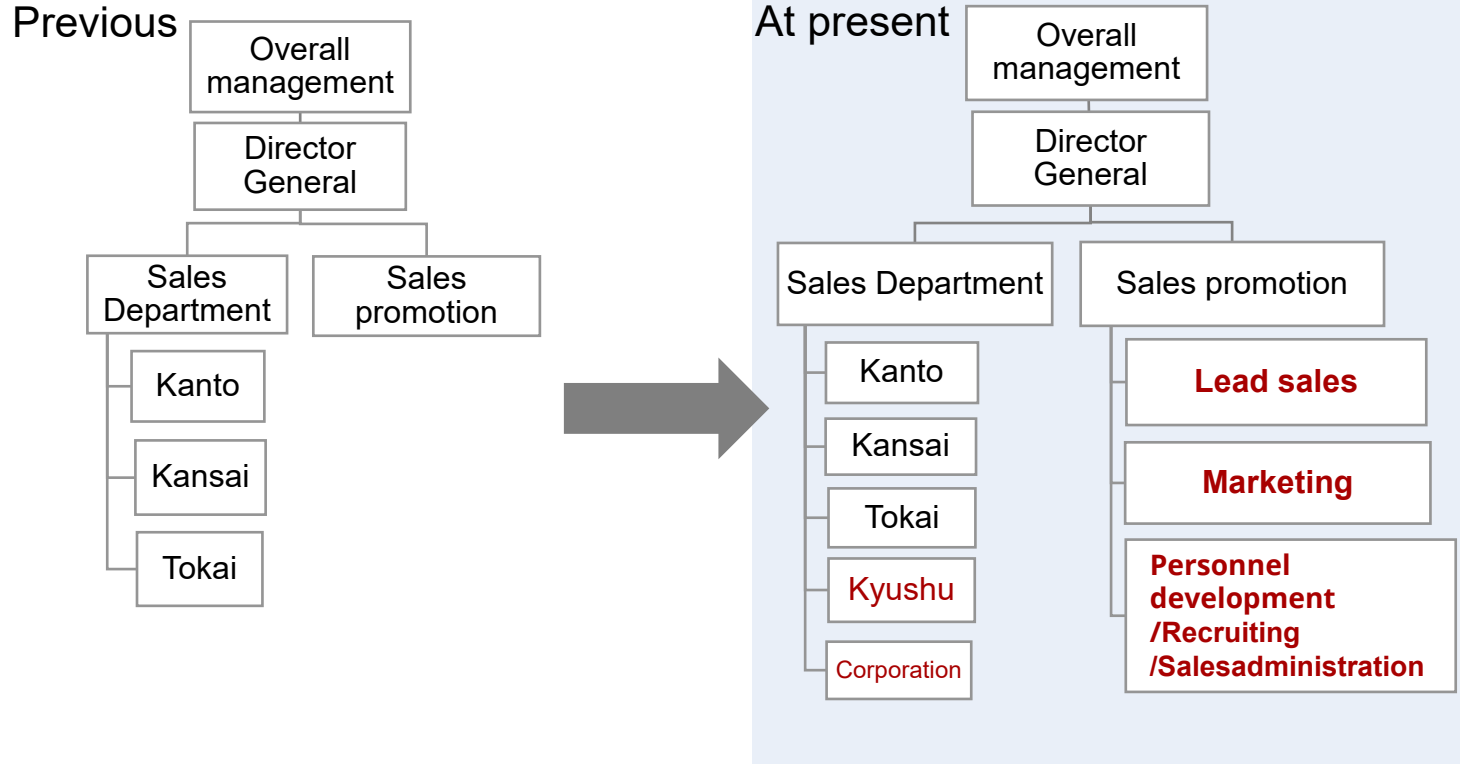 Previous
Overall
management
Director
General
Sales
Department
Sales
promotion
Kanto
Kansai
Tokai
At present
Overall
management
Director
General
Sales Department
Sales promotion
Kanto
Kansai
Tokai
Kyushu
Corporation
Lead sales
Marketing
Personnel
development
/Recruiting
/Salesadministration